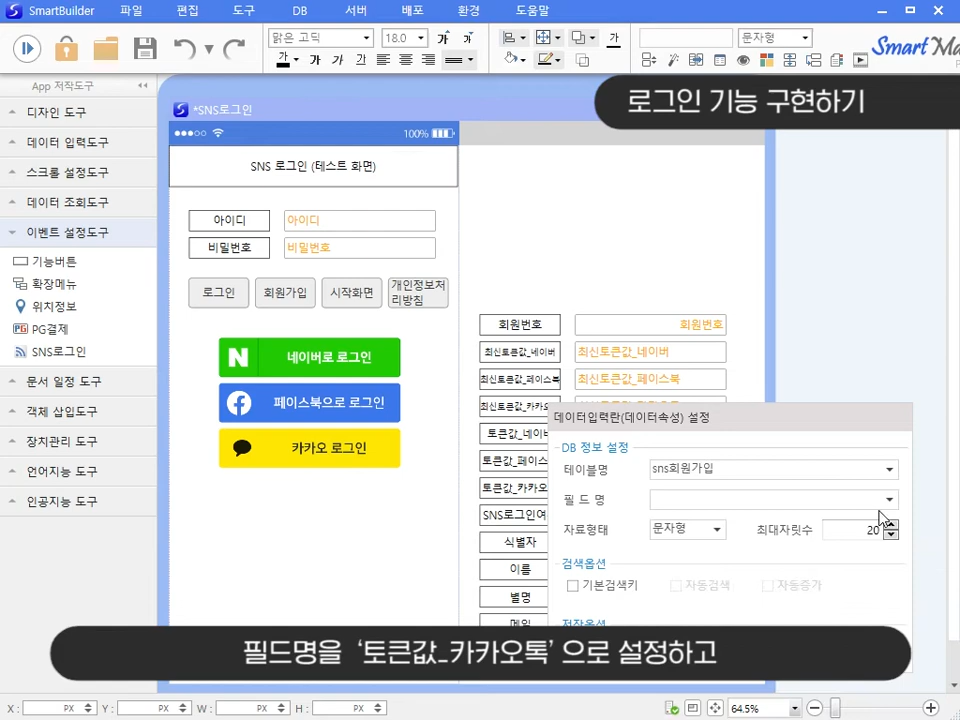 SmartBuilder 파일 편집 도구 DB 서버 배포 환경 도움말
맑은 고딕 18.0 가 가 문자형 Smart
가 가 가 가 가
App 저작도구
디자인 도구
데이터 입력도구
스크롤 설정도구
데이터 조회도구
이벤트 설정도구
기능버튼
확장메뉴
위치정보
PG결제
SNS로그인
문서 일정 도구
객체 삽입도구
장치관리 도구
언어지능 도구
인공지능 도구
*SNS로그인
로그인 기능 구현하기
100%
SNS 로그인 (테스트 화면)
아이디 아이디
비밀번호 비밀번호
로그인 회원가입 시작화면 개인정보처
리방침
N 네이버로 로그인
페이스북으로 로그인
카카오 로그인
회원번호 회원번호
최신토큰값_네이버 최신토큰값_네이버
최신토큰값_페이스북 최신토큰값_페이스북
최신토큰값_카카오
토큰값_네이버
토큰값_페이스
토큰값_카카오
SNS로그인여
식별자
이름
별명
메일
데이터입력란(데이터속성) 설정
DB 정보 설정
테이블명 sns회원가입
필 드 명
자료형태 문자형 최대자릿수 20
검색옵션
기본검색키 자동검색 자동증가
저장옵션
필드명을 ‘토큰값_카카오톡’ 으로 설정하고
X : PX Y : PX W : PX H : PX 64.5%